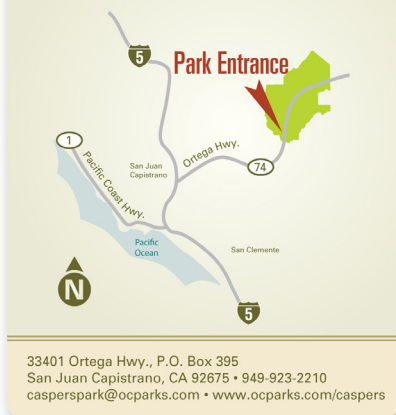 5
Park Entrance
1
Pacific Coast Hwy.
San Juan
Capistrano
Ortega Hwy.
74
Pacific
Ocean
San Clemente
N
5
33401 Ortega Hwy., P.O. Box 395
San Juan Capistrano, CA 92675 • 949-923-2210
casperspark@ocparks.com • www.ocparks.com/caspers